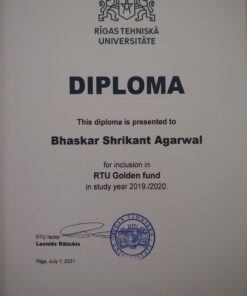 RĪGAS TEHNISKĀ
UNIVERSITĀTE
DIPLOMA
This diploma is presented to
Bhaskar Shrikant Agarwal
for inclusion in
RTU Golden fund
in study year 2019./2020.
RTU rector
Leonids Ribickis
Riga, July 1, 2021